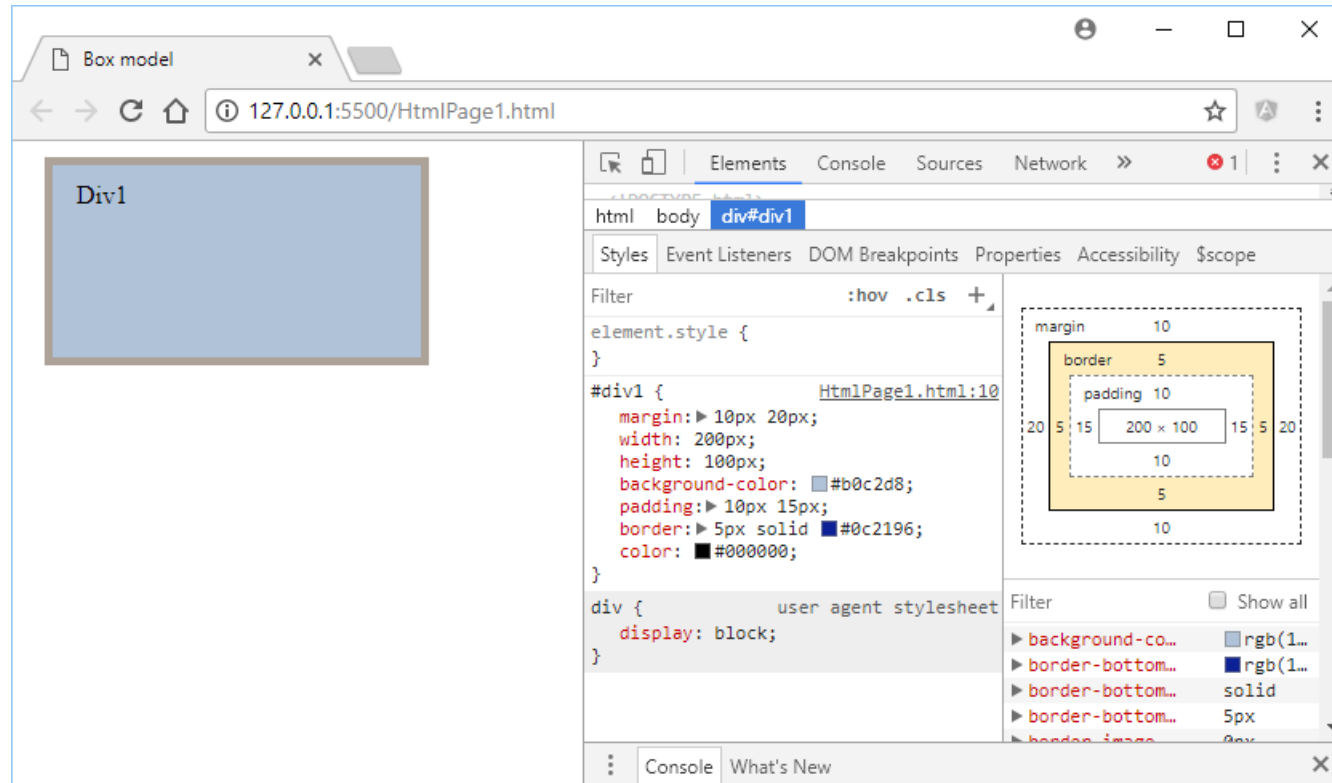 Box model
127.0.0.1:5500/HtmlPage1.html
Div1
Elements Console Sources Network » 1
html body div#div1
Styles Event Listeners DOM Breakpoints Properties Accessibility $scope
Filter :hov .cls +
element.style {
}
#div1 { HtmlPage1.html:10
margin: 10px 20px;
width: 200px;
height: 100px;
background-color: #b0c2d8;
padding: 10px 15px;
border: 5px solid #0c2196;
color: #000000;
}
div { user agent stylesheet
display: block;
}
margin 10
border 5
padding 10
20 5 15 200 × 100 15 5 20
10
5
10
Filter Show all
background-co… rgb(1…
border-bottom… rgb(1…
border-bottom… solid
border-bottom… 5px
Console What's New